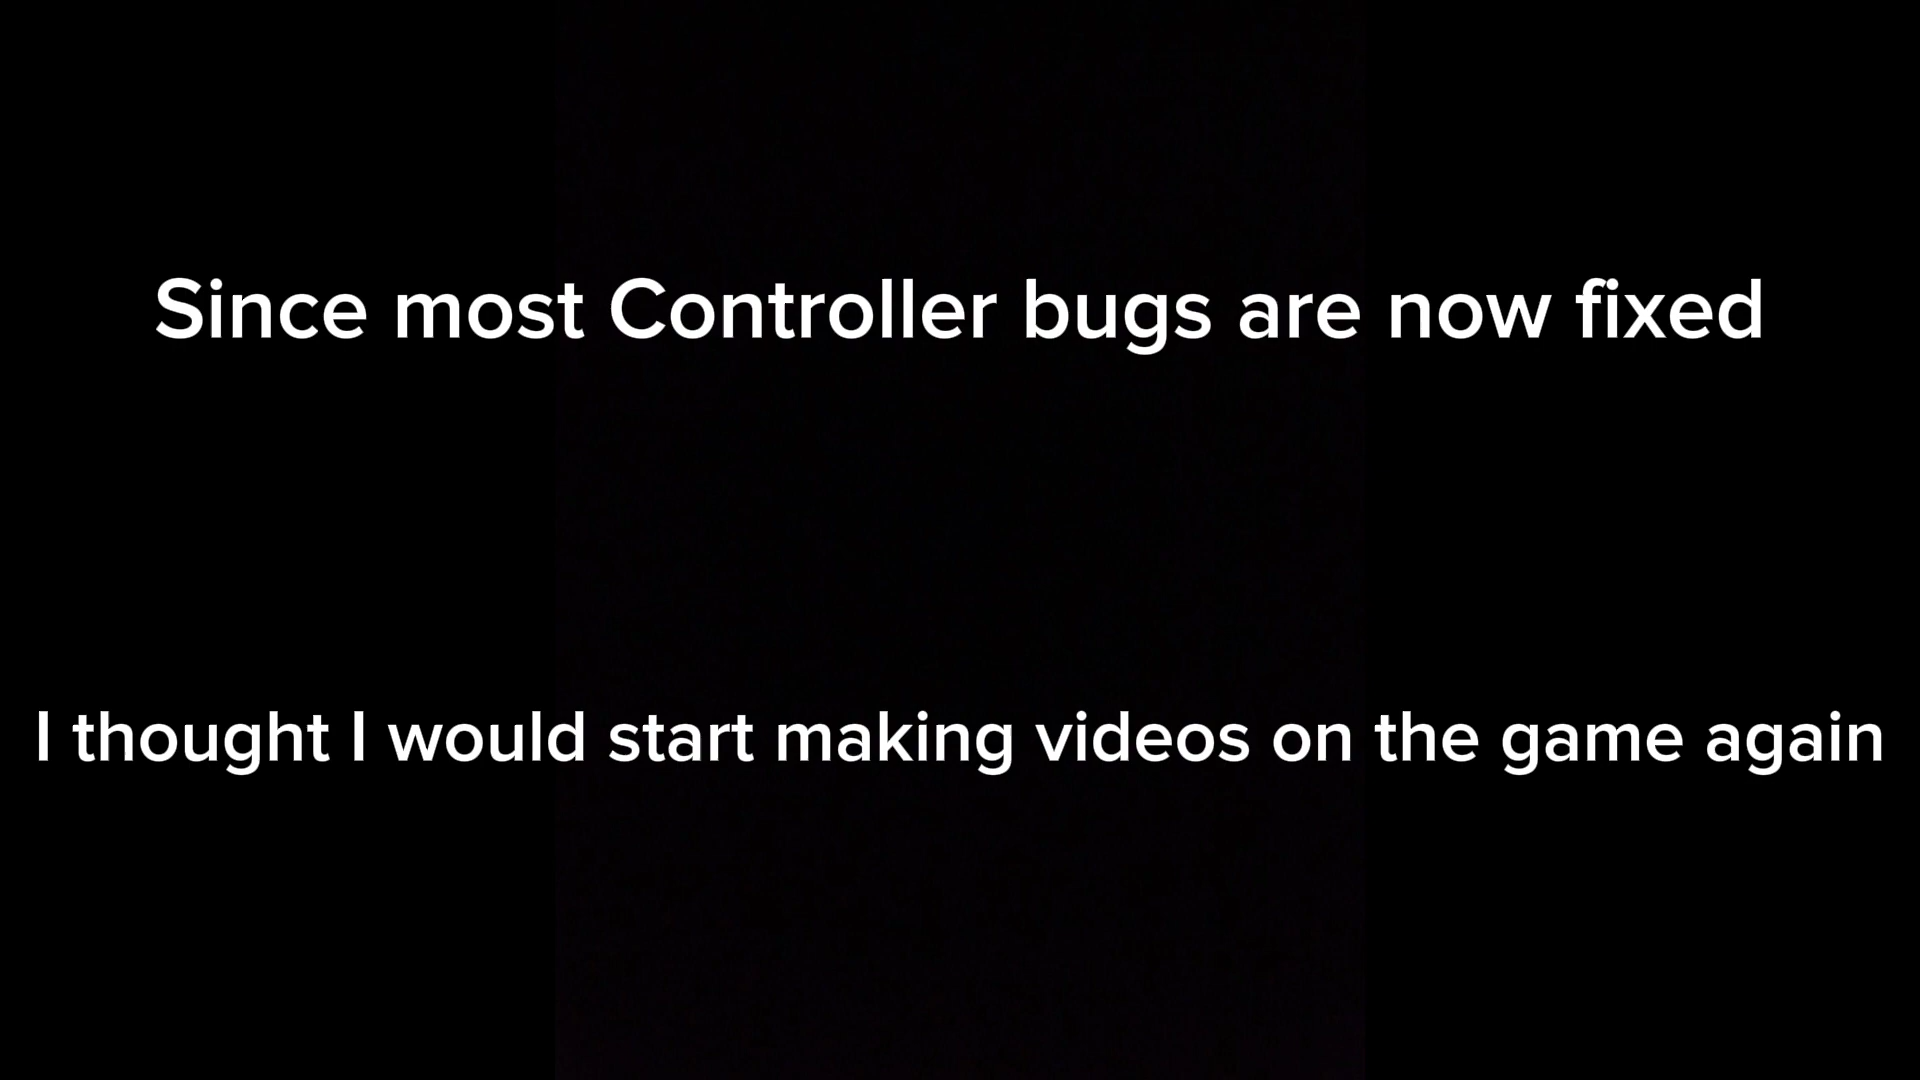 Since most Controller bugs are now fixed
I thought I would start making videos on the game again